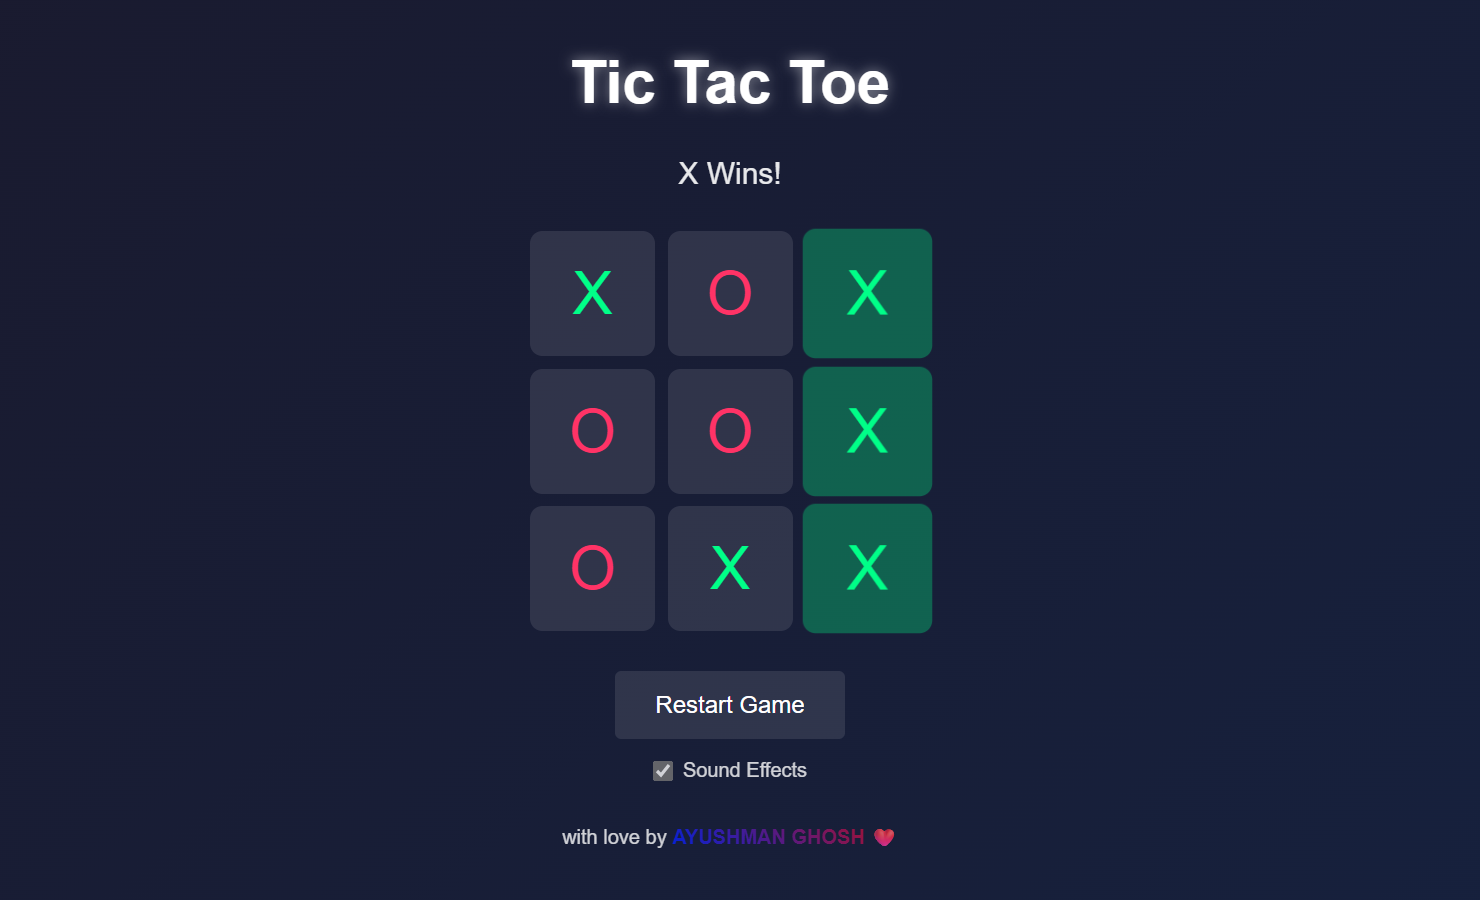 Tic Tac Toe
X Wins!
X O X
O O X
O X X
Restart Game
Sound Effects
with love by AYUSHMAN GHOSH 💖